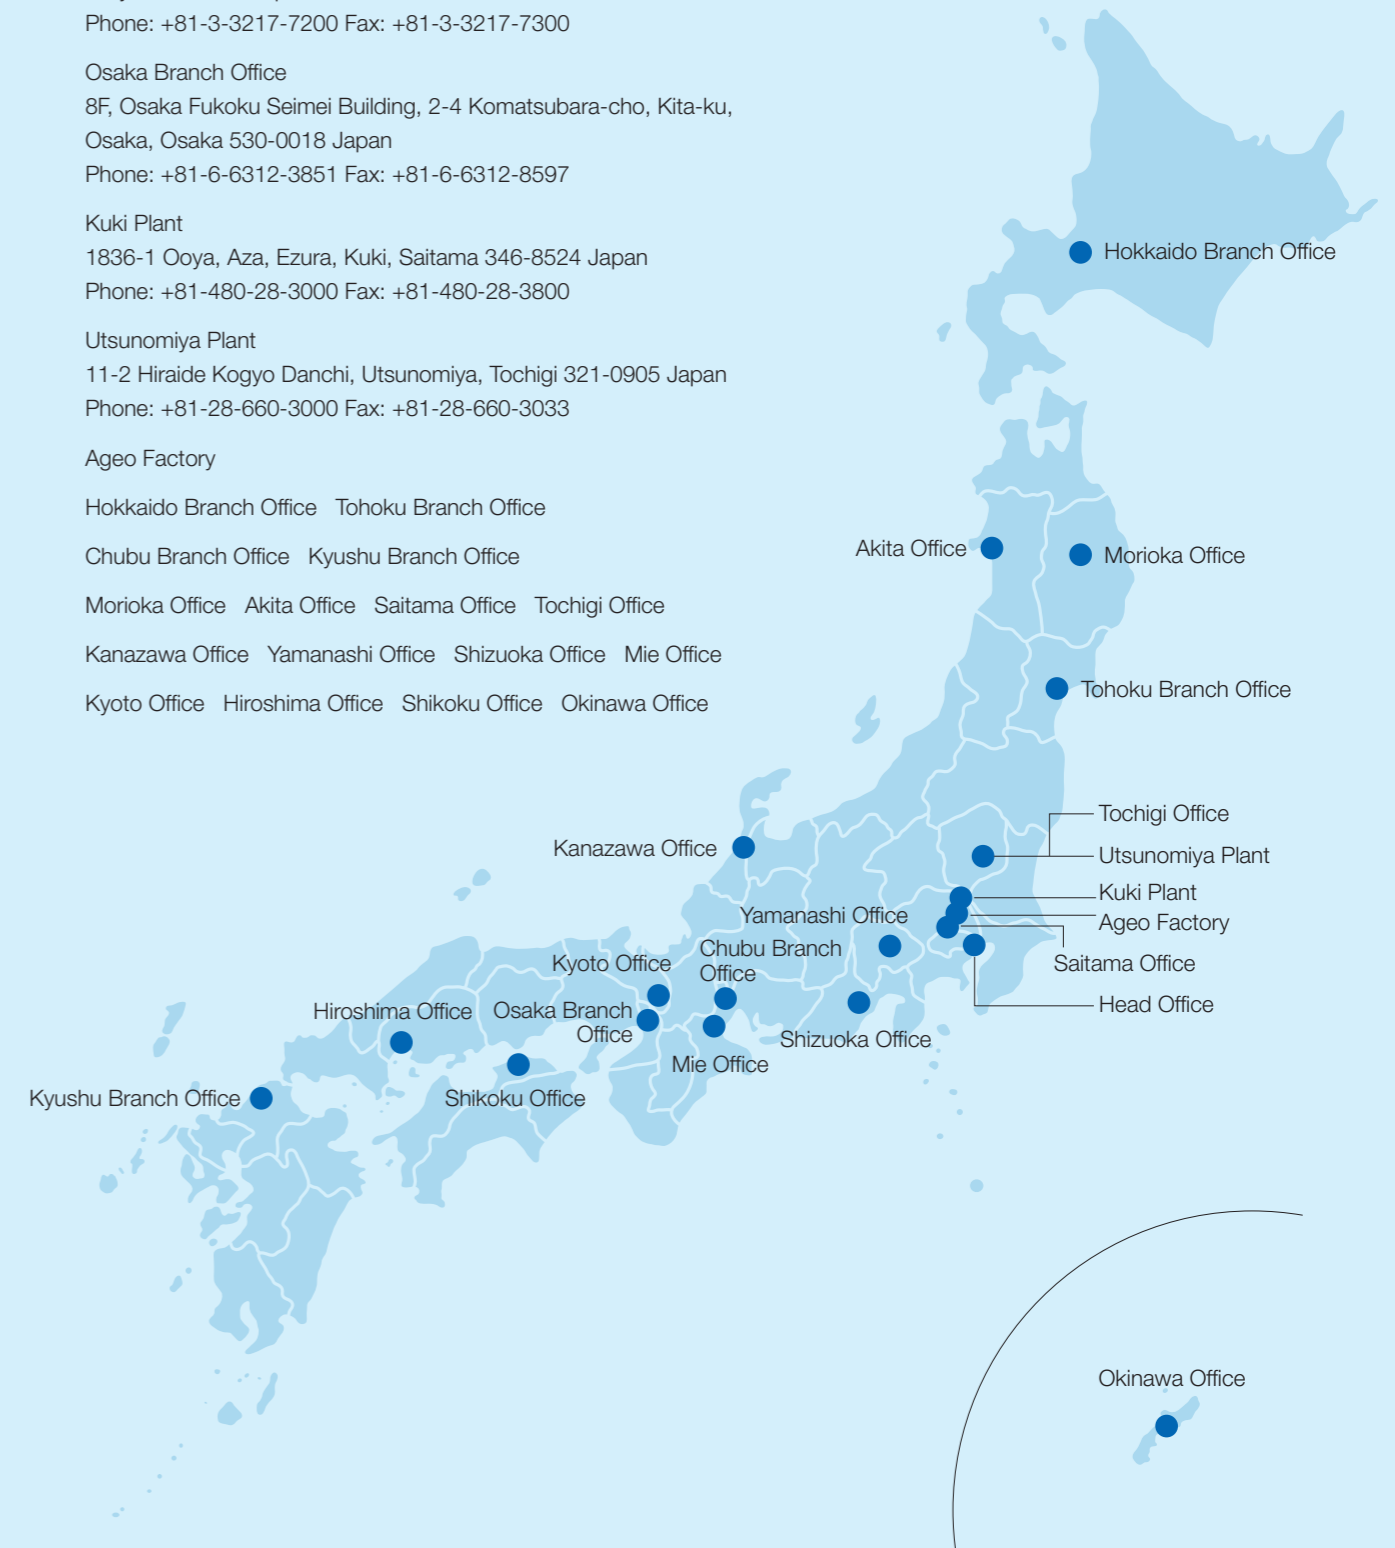 Phone: +81-3-3217-7200 Fax: +81-3-3217-7300
Osaka Branch Office
8F, Osaka Fukoku Seimei Building, 2-4 Komatsubara-cho, Kita-ku,
Osaka, Osaka 530-0018 Japan
Phone: +81-6-6312-3851 Fax: +81-6-6312-8597
Kuki Plant
1836-1 Ooya, Aza, Ezura, Kuki, Saitama 346-8524 Japan
Phone: +81-480-28-3000 Fax: +81-480-28-3800
Utsunomiya Plant
11-2 Hiraide Kogyo Danchi, Utsunomiya, Tochigi 321-0905 Japan
Phone: +81-28-660-3000 Fax: +81-28-660-3033
Ageo Factory
Hokkaido Branch Office Tohoku Branch Office
Chubu Branch Office Kyushu Branch Office
Morioka Office Akita Office Saitama Office Tochigi Office
Kanazawa Office Yamanashi Office Shizuoka Office Mie Office
Kyoto Office Hiroshima Office Shikoku Office Okinawa Office
Hokkaido Branch Office
Akita Office
Morioka Office
Tohoku Branch Office
Tochigi Office
Kanazawa Office
Utsunomiya Plant
Kuki Plant
Yamanashi Office
Ageo Factory
Chubu Branch
Office
Kyoto Office
Saitama Office
Head Office
Hiroshima Office
Osaka Branch
Office
Shizuoka Office
Mie Office
Kyushu Branch Office
Shikoku Office
Okinawa Office